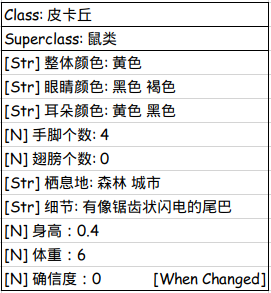 Class: 皮卡丘
Superclass: 鼠类
[Str] 整体颜色: 黄色
[Str] 眼睛颜色: 黑色 褐色
[Str] 耳朵颜色: 黄色 黑色
[N] 手脚个数: 4
[N] 翅膀个数: 0
[Str] 栖息地: 森林 城市
[Str] 细节: 有像锯齿状闪电的尾巴
[N] 身高：0.4
[N] 体重：6
[N] 确信度：0 [When Changed]